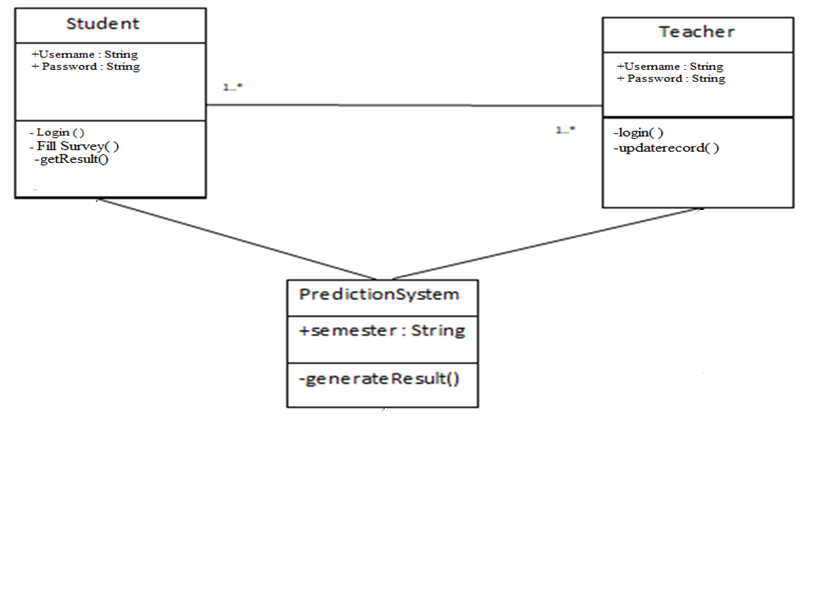 Student
+Username : String
+ Password : String
- Login ( )
- Fill Survey( )
-getResult()
1..*
1..*
Teacher
+Username : String
+ Password : String
-login( )
-updaterecord( )
PredictionSystem
+semester : String
-generateResult()